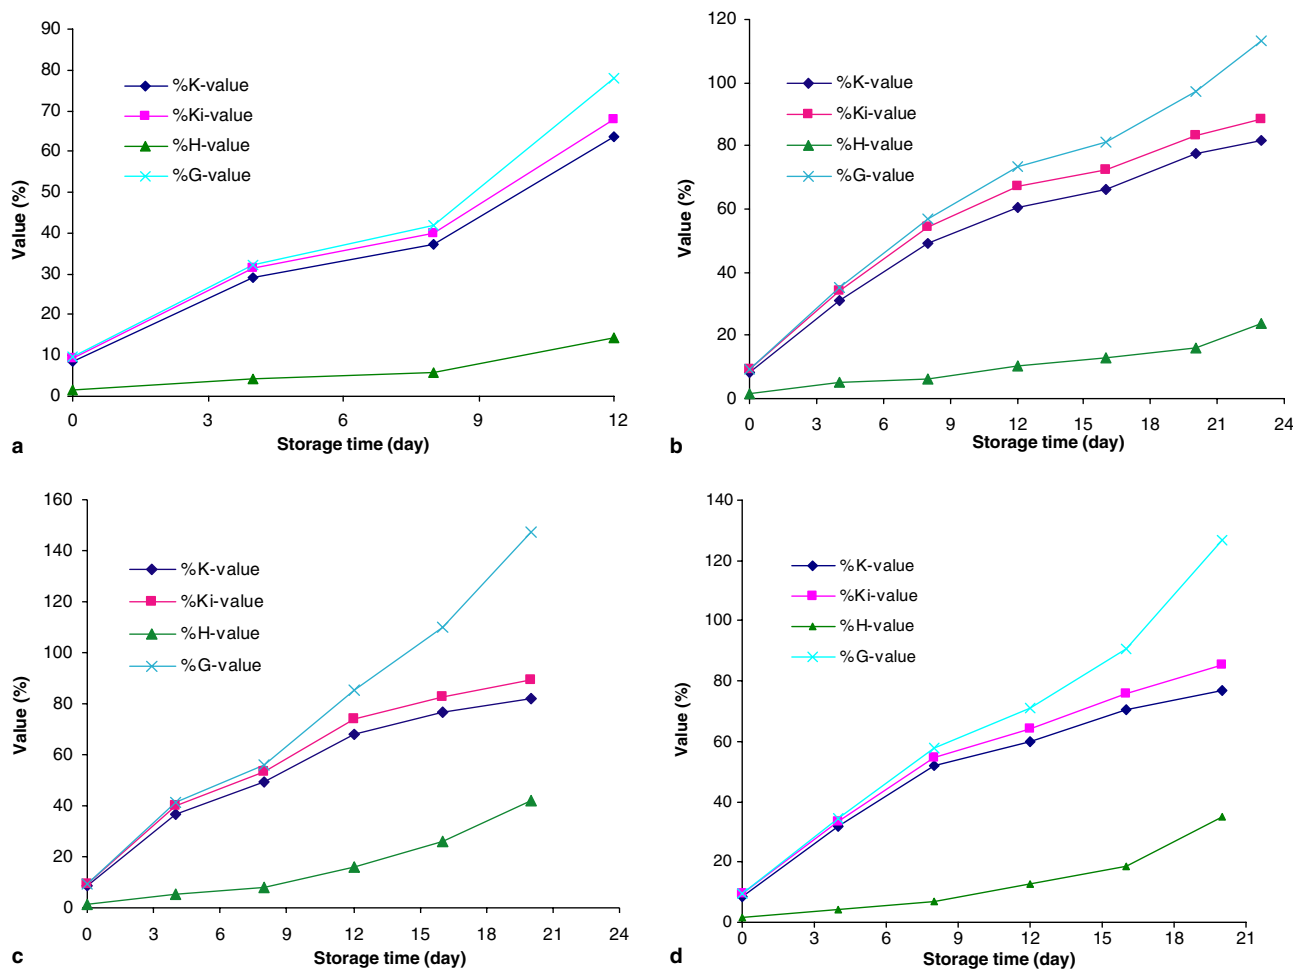 90
80
70
60
50
40
30
20
10
0
Value (%)
%K-value
%Ki-value
%H-value
%G-value
0 3 6 9 12
Storage time (day)
a
120
100
80
60
40
20
0
Value (%)
%K-value
%Ki-value
%H-value
%G-value
0 3 6 9 12 15 18 21 24
Storage time (day)
b
160
140
120
100
80
60
40
20
0
Value (%)
%K-value
%Ki-value
%H-value
%G-value
0 3 6 9 12 15 18 21 24
Storage time (day)
c
140
120
100
80
60
40
20
0
Value (%)
%K-value
%Ki-value
%H-value
%G-value
0 3 6 9 12 15 18 21
Storage time (day)
d